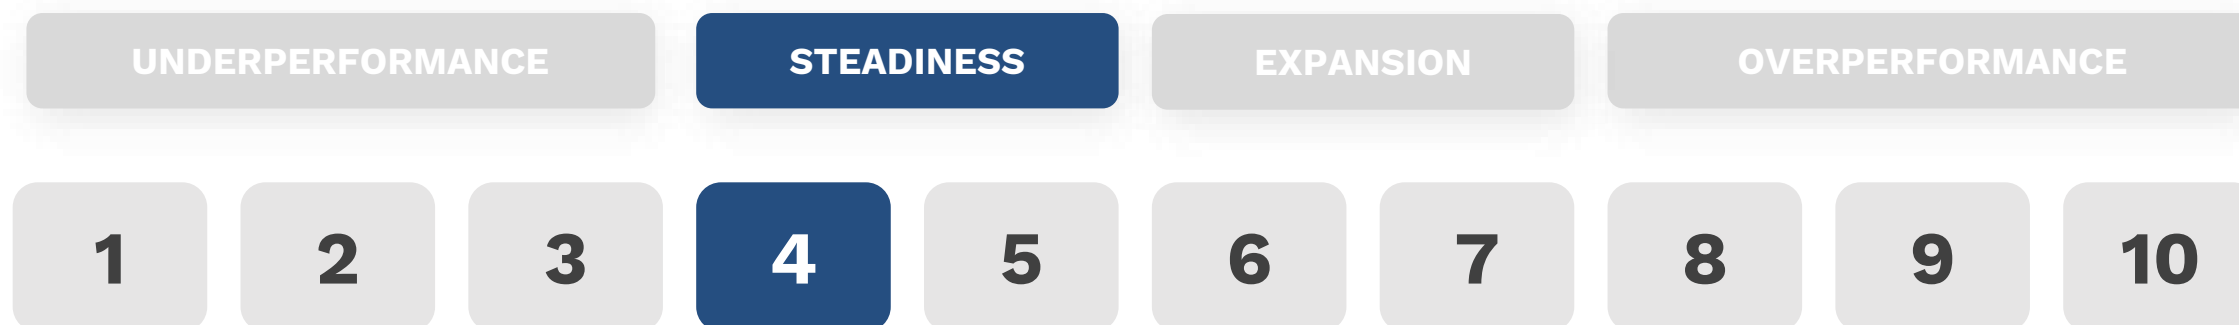 UNDERPERFORMANCE STEADINESS EXPANSION OVERPERFORMANCE
1 2 3 4 5 6 7 8 9 10